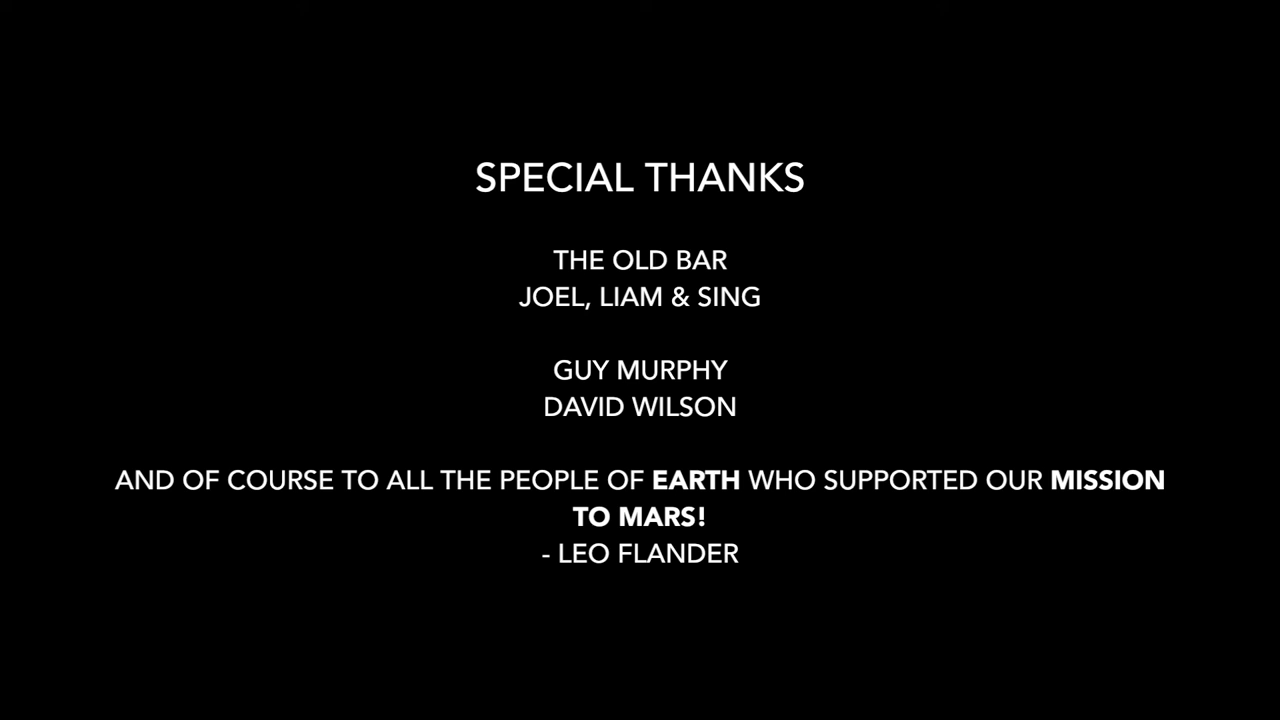 SPECIAL THANKS
THE OLD BAR
JOEL, LIAM & SING
GUY MURPHY
DAVID WILSON
AND OF COURSE TO ALL THE PEOPLE OF EARTH WHO SUPPORTED OUR MISSION
TO MARS!
- LEO FLANDER